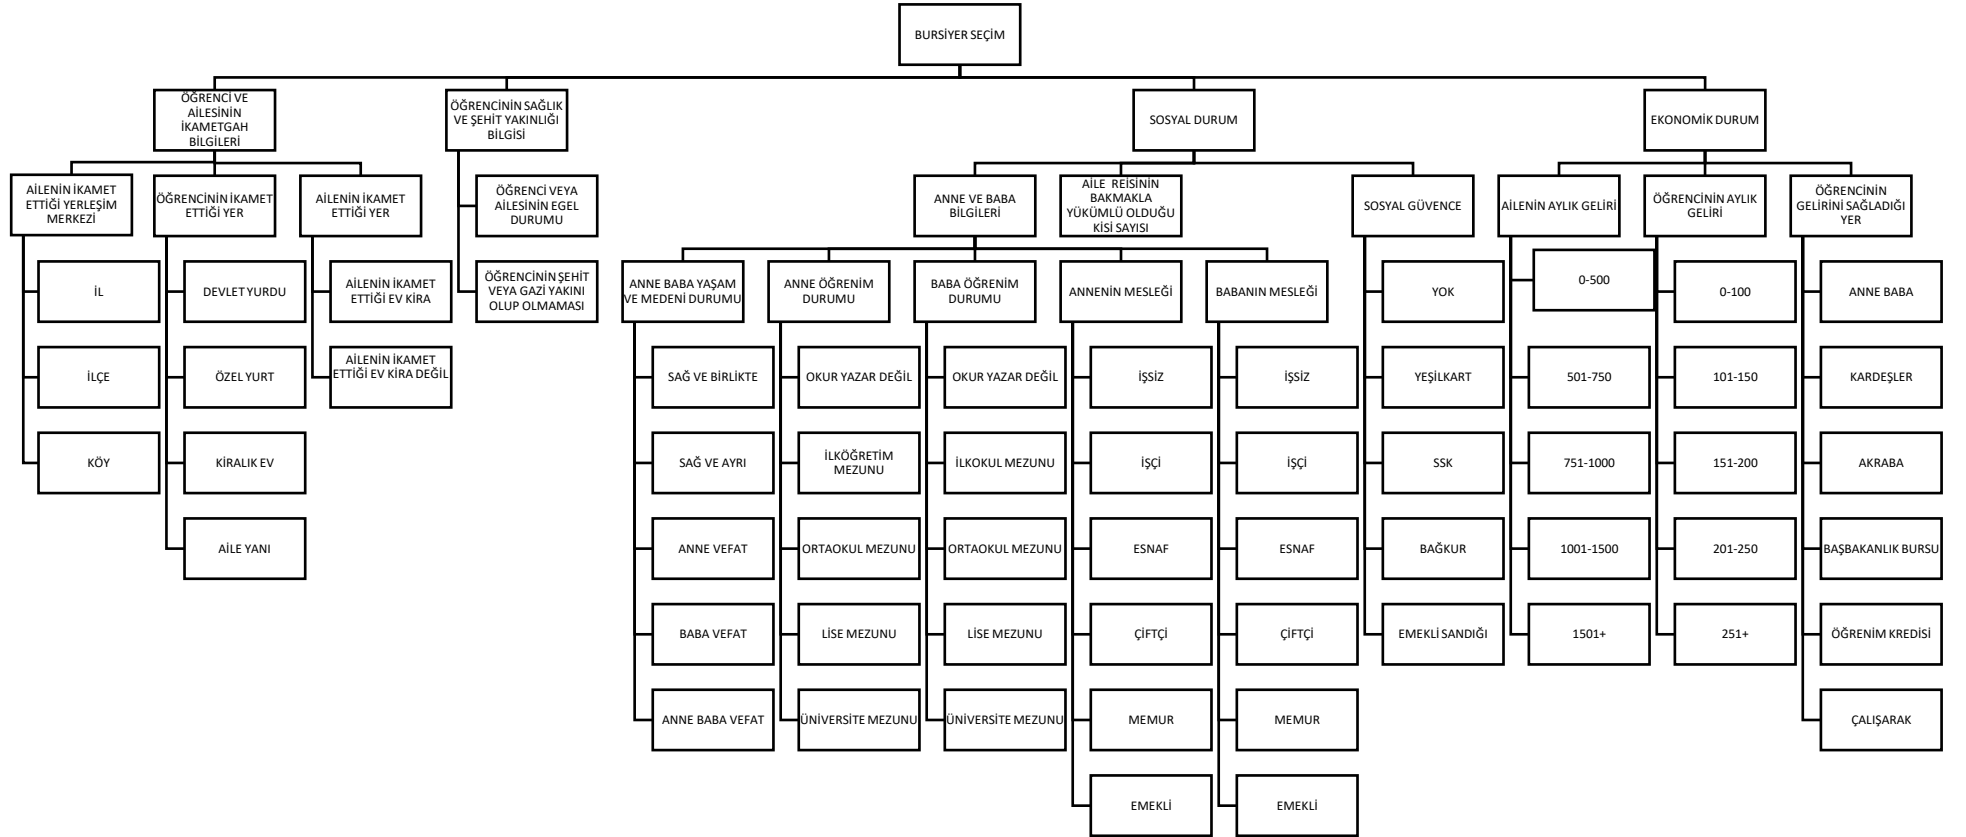 BURSİYER SEÇİM
ÖĞRENCİ VE
AİLESİNİN
İKAMETGAH
BİLGİLERİ
ÖĞRENCİNİN SAĞLIK
VE ŞEHİT YAKINLIĞI
BİLGİSİ
SOSYAL DURUM
EKONOMİK DURUM
AİLENİN İKAMET
ETTİĞİ YERLEŞİM
MERKEZİ
ÖĞRENCİNİN İKAMET
ETTİĞİ YER
AİLENİN İKAMET
ETTİĞİ YER
ÖĞRENCİ VEYA
AİLESİNİN EGEL
DURUMU
ÖĞRENCİNİN ŞEHİT
VEYA GAZİ YAKINI
OLUP OLMAMASI
ANNE VE BABA
BİLGİLERİ
AİLE REİSİNİN
BAKMAKLA
YÜKÜMLÜ OLDUĞU
KİSİ SAYISI
SOSYAL GÜVENCE
AİLENİN AYLIK GELİRİ
ÖĞRENCİNİN AYLIK
GELİRİ
ÖĞRENCİNİN
GELİRİNİ SAĞLADIĞI
YER
İL
İLÇE
KÖY
DEVLET YURDU
ÖZEL YURT
KİRALIK EV
AİLE YANI
AİLENİN İKAMET
ETTİĞİ EV KİRA
AİLENİN İKAMET
ETTİĞİ EV KİRA DEĞİL
ANNE BABA YAŞAM
VE MEDENİ DURUMU
SAĞ VE BİRLİKTE
SAĞ VE AYRI
ANNE VEFAT
BABA VEFAT
ANNE BABA VEFAT
ANNE ÖĞRENİM
DURUMU
OKUR YAZAR DEĞİL
İLKÖĞRETİM
MEZUNU
ORTAOKUL MEZUNU
LİSE MEZUNU
ÜNİVERSİTE MEZUNU
BABA ÖĞRENİM
DURUMU
OKUR YAZAR DEĞİL
İLKOKUL MEZUNU
ORTAOKUL MEZUNU
LİSE MEZUNU
ÜNİVERSİTE MEZUNU
ANNENİN MESLEĞİ
İŞSİZ
İŞÇİ
ESNAF
ÇİFTÇİ
MEMUR
EMEKLİ
BABANIN MESLEĞİ
İŞSİZ
İŞÇİ
ESNAF
ÇİFTÇİ
MEMUR
EMEKLİ
YOK
YEŞİLKART
SSK
BAĞKUR
EMEKLİ SANDIĞI
0-500
501-750
751-1000
1001-1500
1501+
0-100
101-150
151-200
201-250
251+
ANNE BABA
KARDEŞLER
AKRABA
BAŞBAKANLIK BURSU
ÖĞRENİM KREDİSİ
ÇALIŞARAK